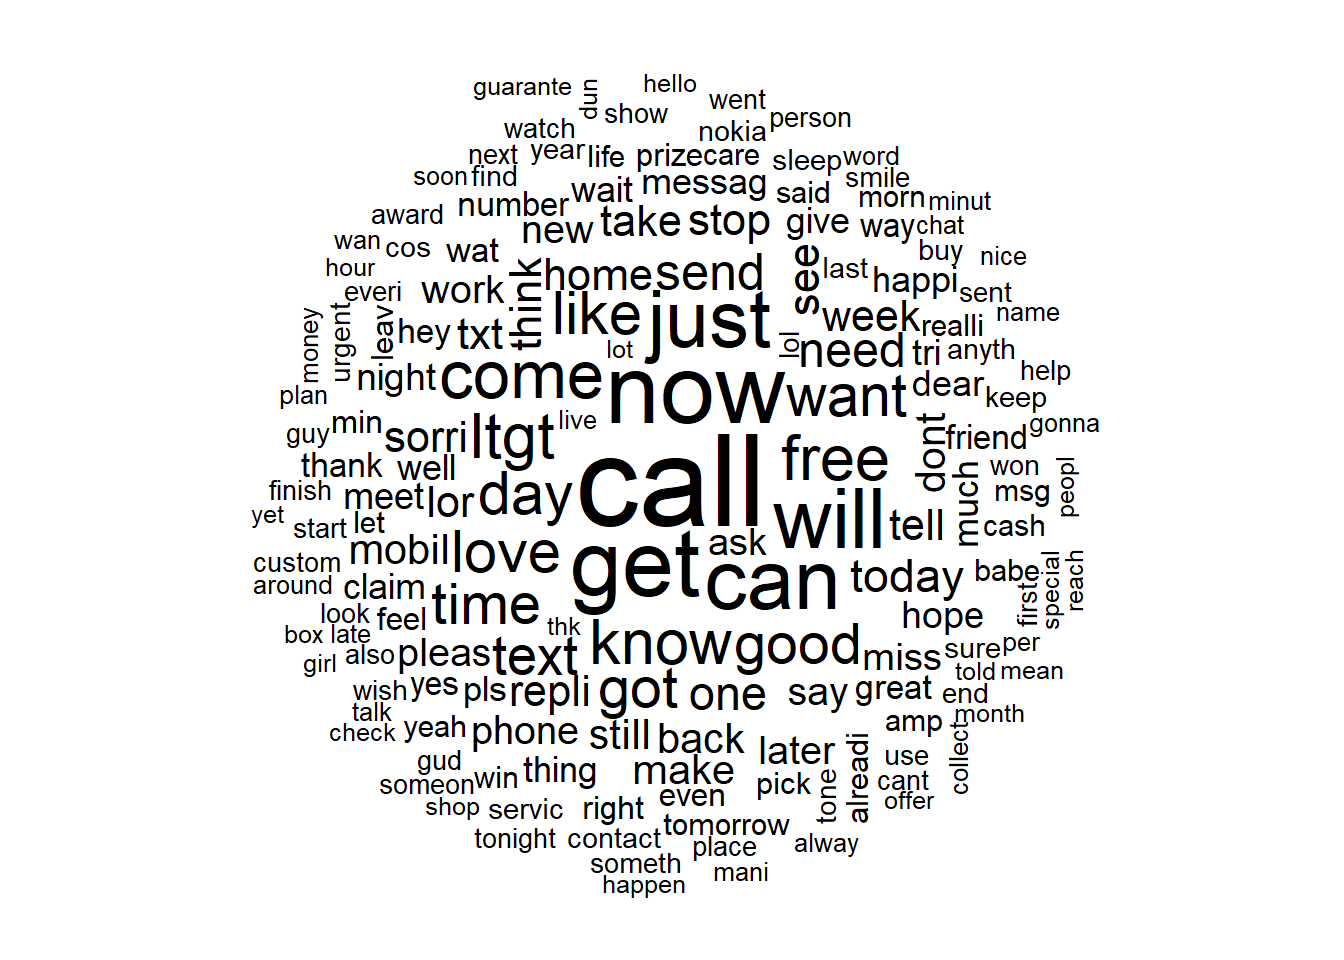 guarante dun hello
show went person
watch nokia
next year life prize care sleep word
soon find wait messag said smile
award number new take stop give morn minut
wan cos wat way chat
hour everi work think home send see last buy nice
happi sent
money urgent leav hey txt like just week realli name
lot lol need tri anyth
plan night come now want dear keep help
guy min sorri ltgt live free dont friend gonna
thank well call won
finish meet lor day will much msg peopl
yet start let tell cash
custom mobil love get ask can today babe
around claim time first special reach
look feel thk hope
box late know good sure per
girl also pleas text miss told mean
wish yes pls repli got one say great end
talk amp month
check yeah phone still back later
gud use collect
someon win thing make pick tone alreadi cant
shop servic right even offer
tonight contact tomorrow place alway
someth mani
happen